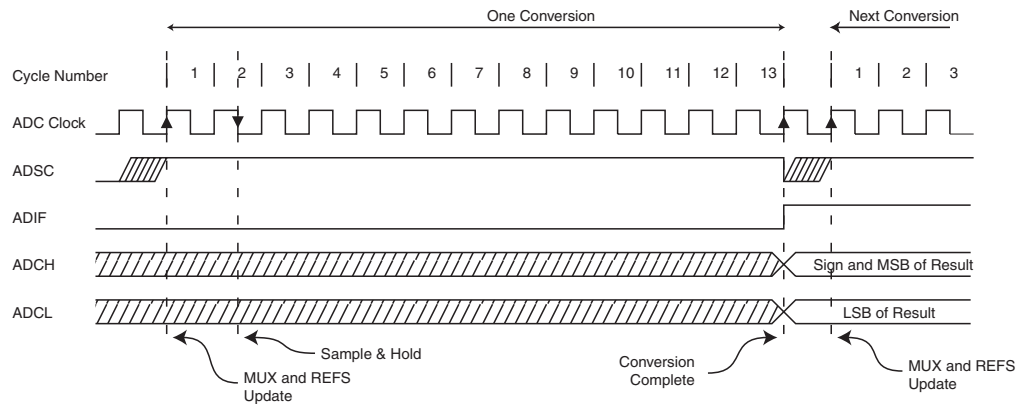 One Conversion
Next Conversion
Cycle Number 1 2 3 4 5 6 7 8 9 10 11 12 13 1 2 3
ADC Clock
ADSC
ADIF
ADCH Sign and MSB of Result
ADCL LSB of Result
Sample & Hold
MUX and REFS
Update
Conversion
Complete
MUX and REFS
Update